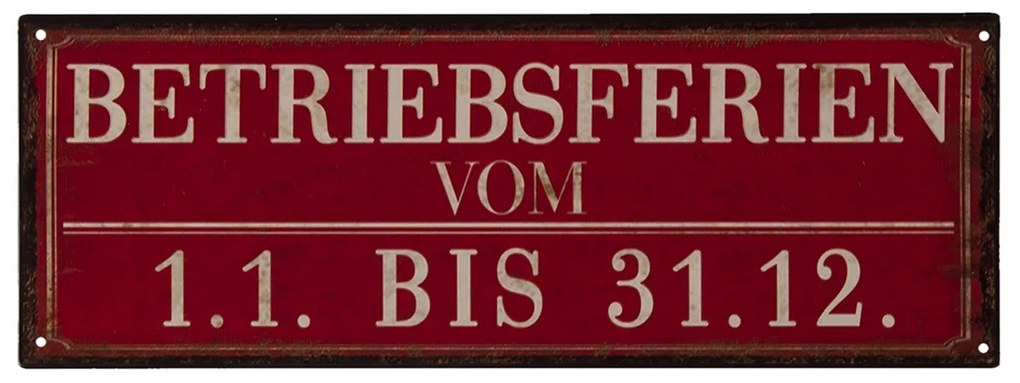 BETRIEBSFERIEN
VOM
1.1. BIS 31.12.